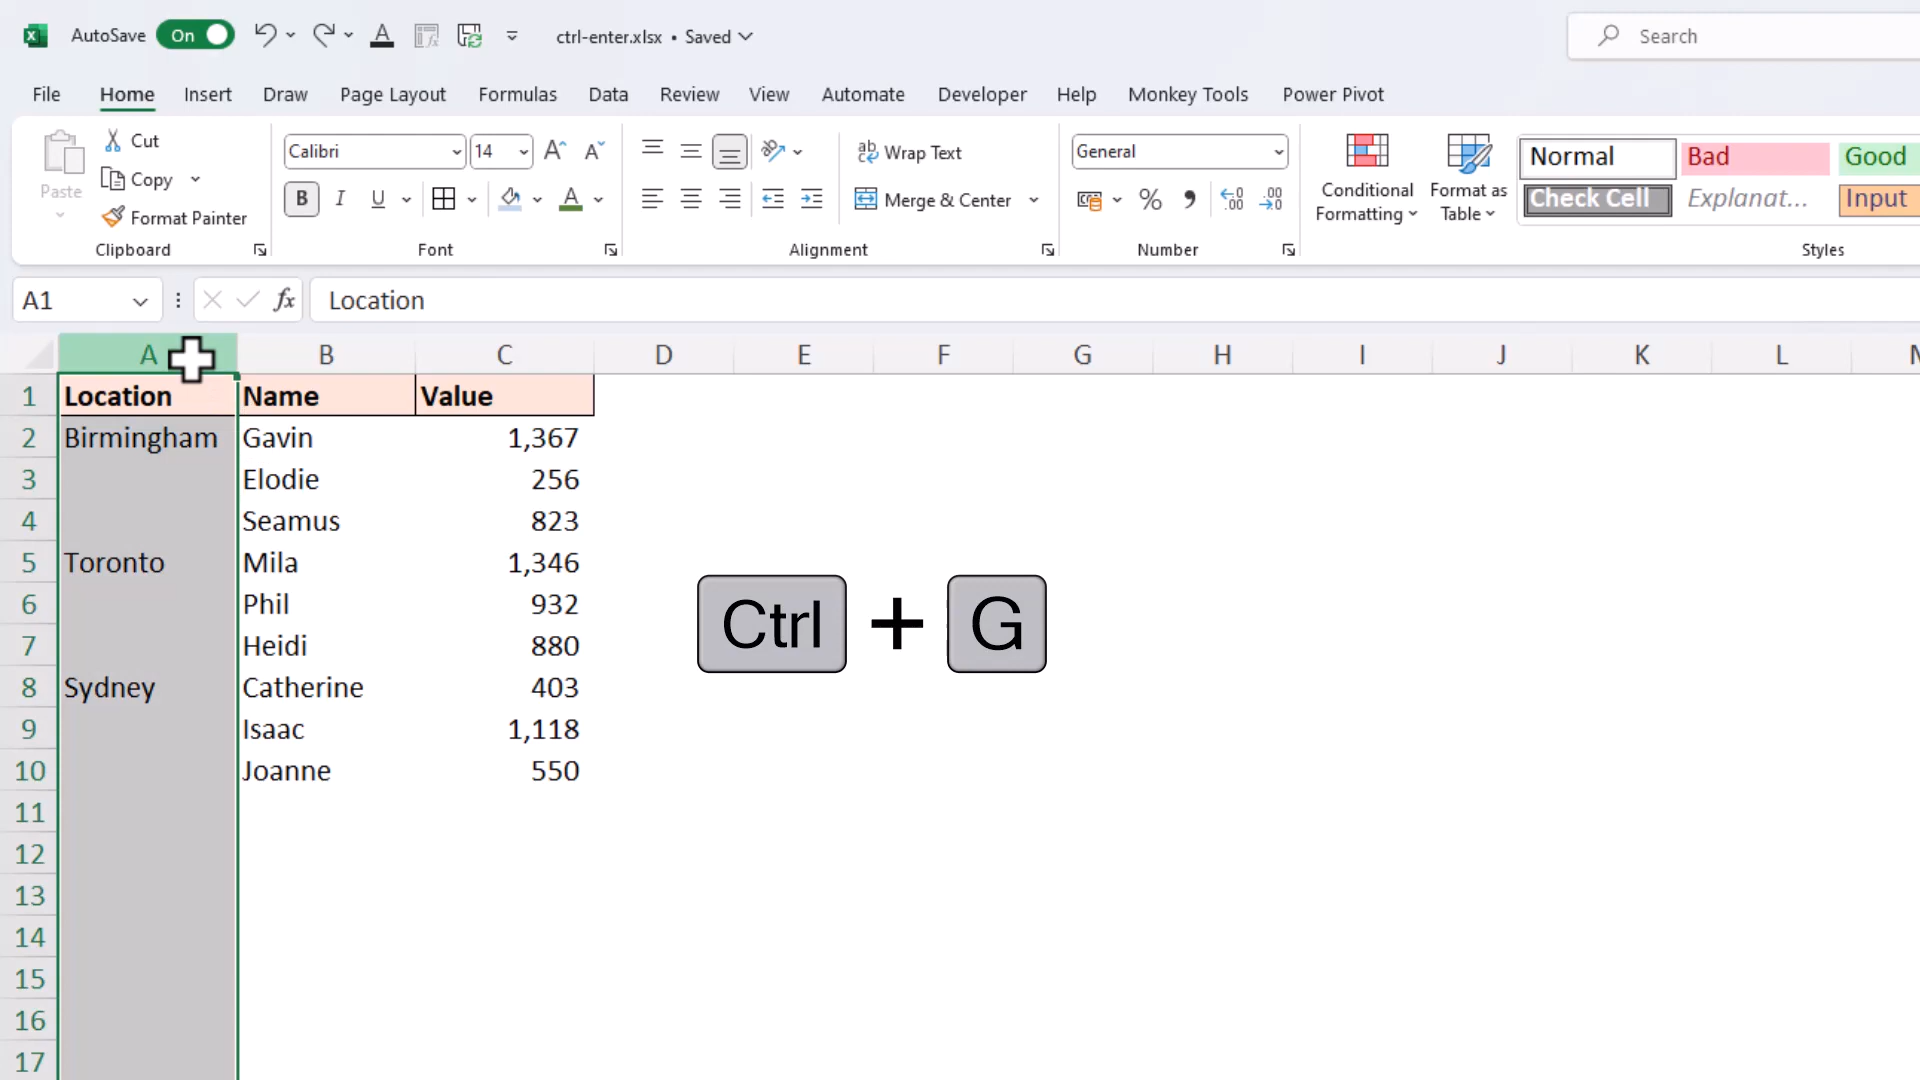 AutoSave On ctrl-enter.xlsx • Saved Search
File Home Insert Draw Page Layout Formulas Data Review View Automate Developer Help Monkey Tools Power Pivot
Paste
Cut
Copy
Format Painter
Clipboard
Calibri 14
B I U
Font
Wrap Text
Merge & Center
Alignment
General
Number
Conditional Formatting
Format as Table
Normal Bad Good
Check Cell Explanat... Input
Styles
A1 fx Location
A B C D E F G H I J K L
1 Location Name Value
2 Birmingham Gavin 1,367
3 Elodie 256
4 Seamus 823
5 Toronto Mila 1,346
6 Phil 932
7 Heidi 880
8 Sydney Catherine 403
9 Isaac 1,118
10 Joanne 550
11
12
13
14
15
16
17
Ctrl + G